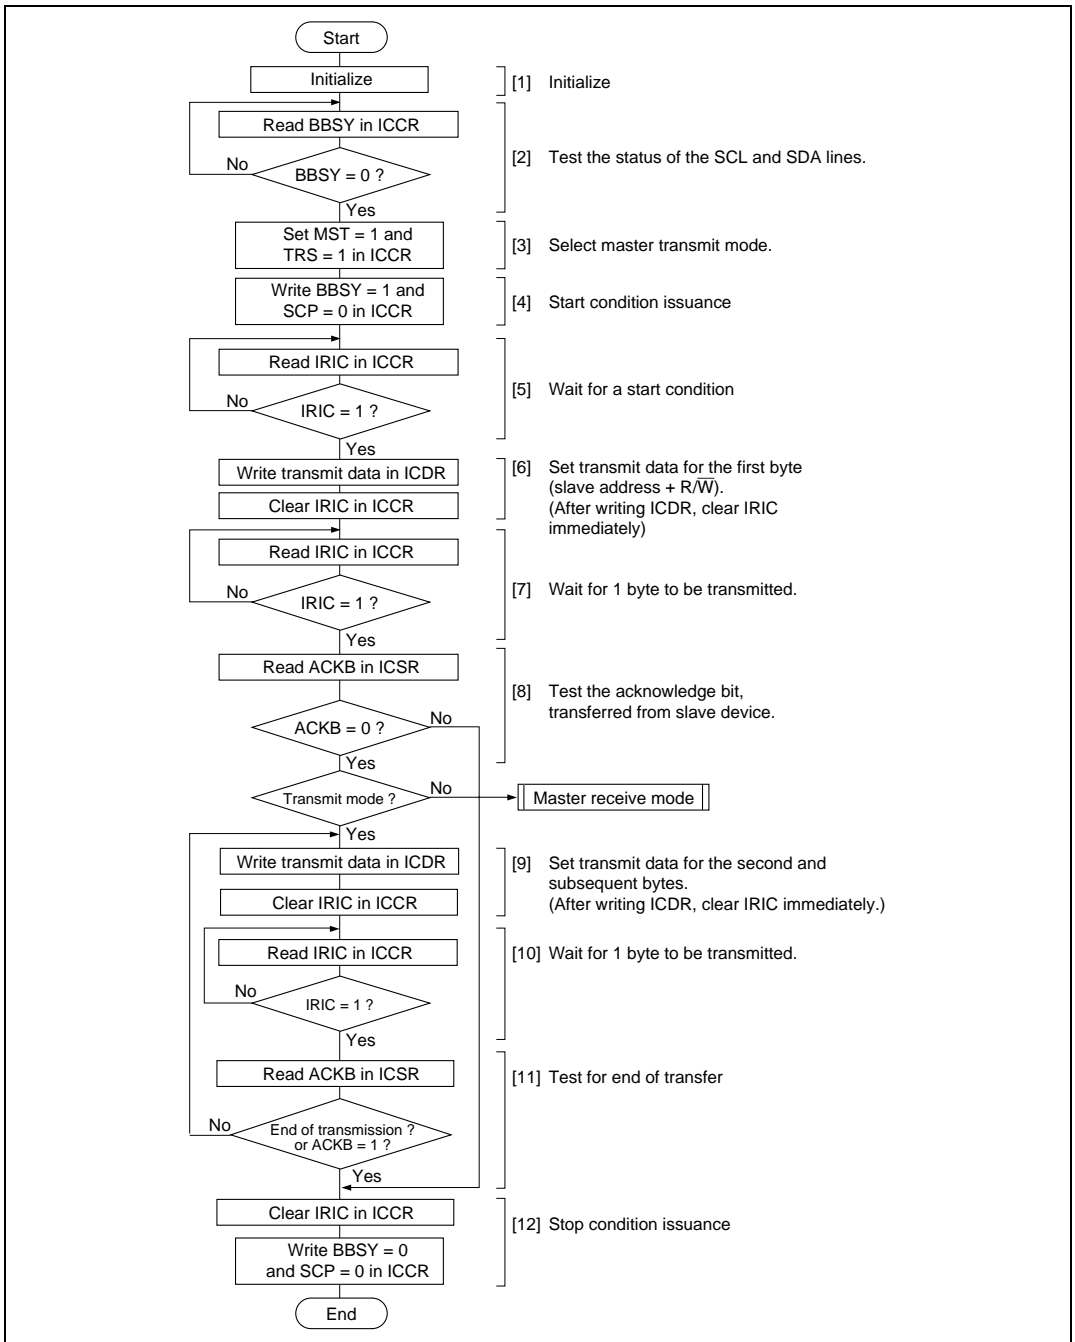 Start
Initialize
[1] Initialize
Read BBSY in ICCR
No
BBSY = 0 ?
[2] Test the status of the SCL and SDA lines.
Yes
Set MST = 1 and
TRS = 1 in ICCR
[3] Select master transmit mode.
Write BBSY = 1 and
SCP = 0 in ICCR
[4] Start condition issuance
Read IRIC in ICCR
No
IRIC = 1 ?
[5] Wait for a start condition
Yes
Write transmit data in ICDR
Clear IRIC in ICCR
[6] Set transmit data for the first byte
(slave address + R/W̅).
(After writing ICDR, clear IRIC
immediately)
Read IRIC in ICCR
No
IRIC = 1 ?
[7] Wait for 1 byte to be transmitted.
Yes
Read ACKB in ICSR
[8] Test the acknowledge bit,
transferred from slave device.
ACKB = 0 ?
No
Yes
Transmit mode ?
No
Master receive mode
Yes
Write transmit data in ICDR
Clear IRIC in ICCR
[9] Set transmit data for the second and
subsequent bytes.
(After writing ICDR, clear IRIC immediately.)
Read IRIC in ICCR
[10] Wait for 1 byte to be transmitted.
No
IRIC = 1 ?
Yes
Read ACKB in ICSR
[11] Test for end of transfer
No
End of transmission ?
or ACKB = 1 ?
Yes
Clear IRIC in ICCR
[12] Stop condition issuance
Write BBSY = 0
and SCP = 0 in ICCR
End